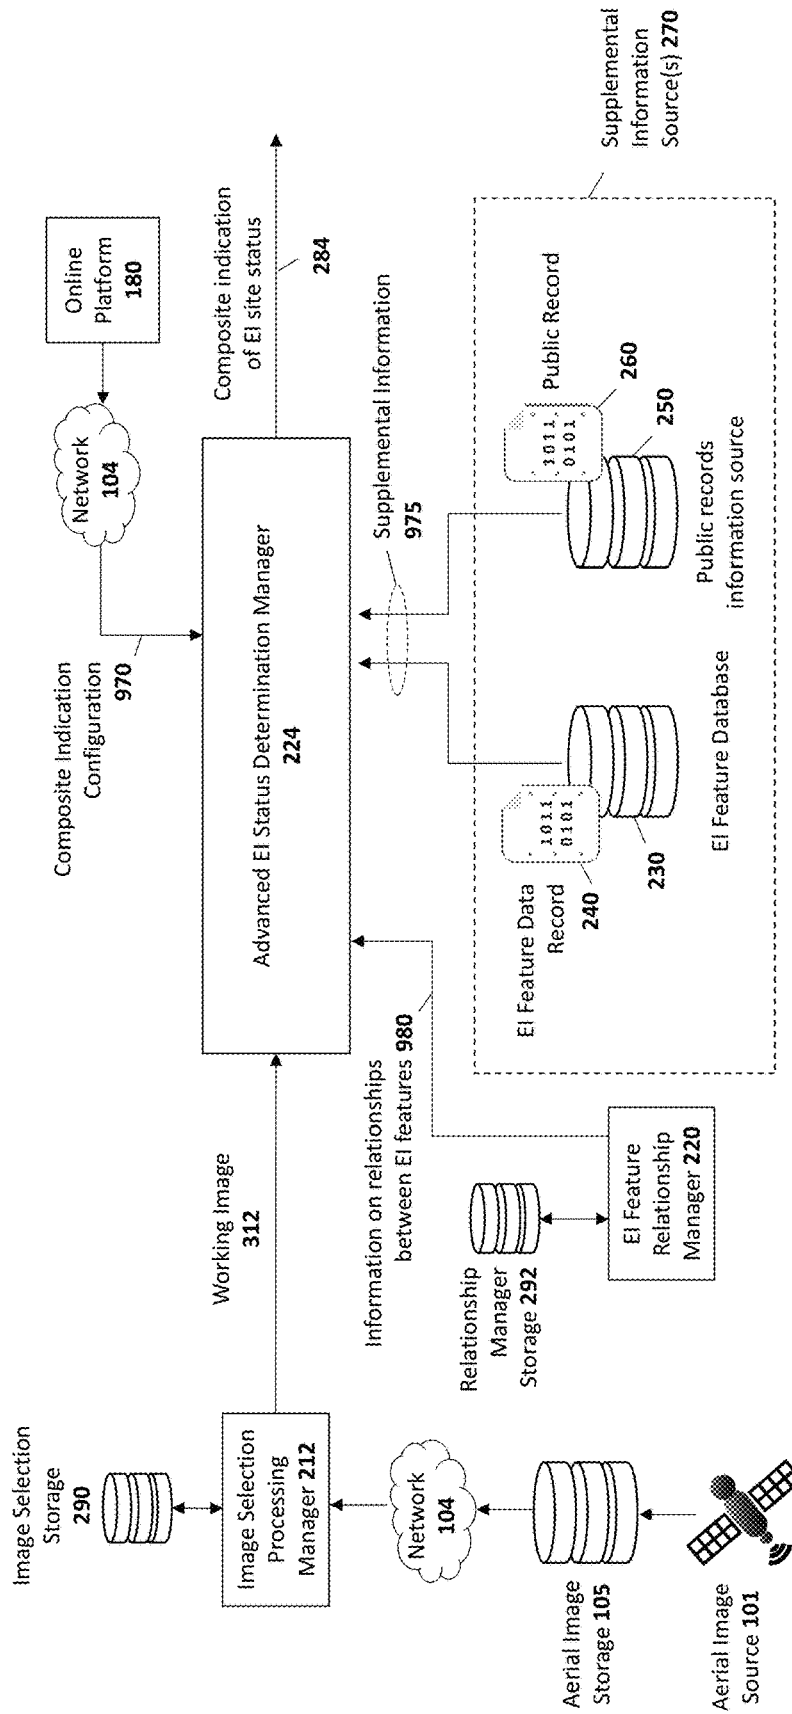 Image Selection
Storage
290
Image Selection
Processing
Manager 212
Network
104
Aerial Image
Storage 105
Aerial Image
Source 101
Working Image
312
Information on relationships
between EI features 980
Relationship
Manager
Storage 292
EI Feature
Relationship
Manager 220
Composite Indication
Configuration
970
Network
104
Online
Platform
180
Advanced EI Status Determination Manager
224
Composite indication
of EI site status
284
Supplemental Information
975
EI Feature Data
Record
240
1011
0101
230
EI Feature Database
Public Record
260
1011
0101
250
Public records
information source
Supplemental
Information
Source(s) 270